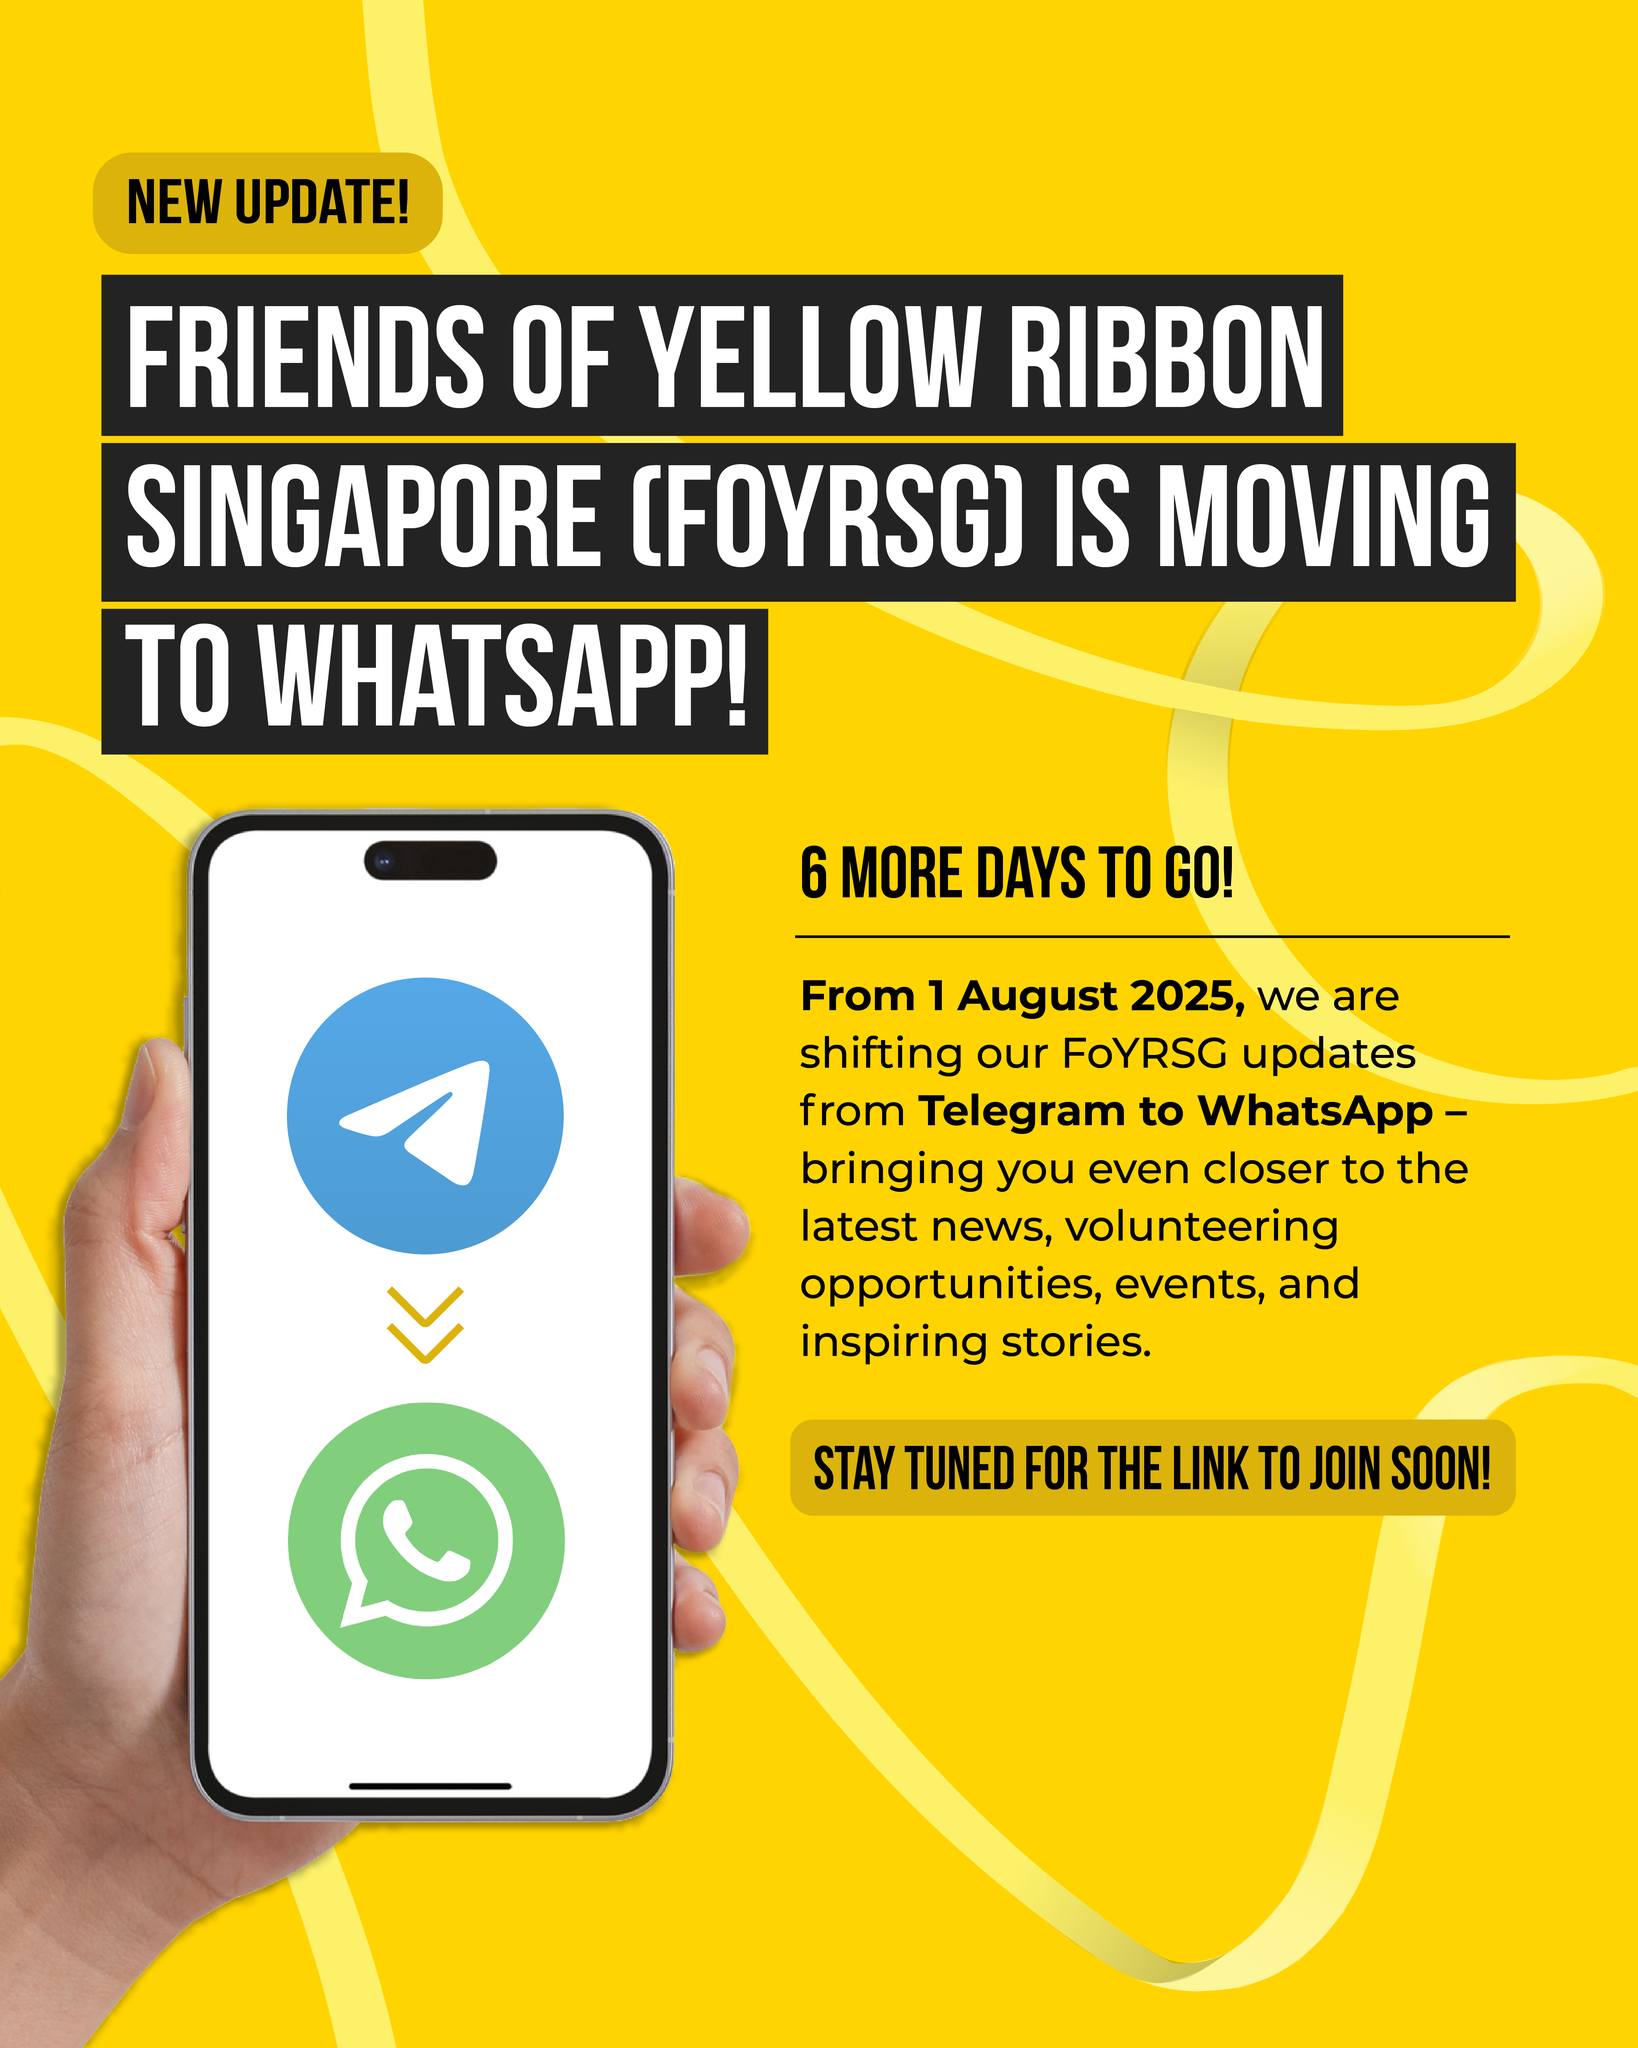 NEW UPDATE!
FRIENDS OF YELLOW RIBBON
SINGAPORE (FOYRSG) IS MOVING
TO WHATSAPP!
6 MORE DAYS TO GO!
From 1 August 2025, we are
shifting our FoYRSG updates
from Telegram to WhatsApp –
bringing you even closer to the
latest news, volunteering
opportunities, events, and
inspiring stories.
STAY TUNED FOR THE LINK TO JOIN SOON!